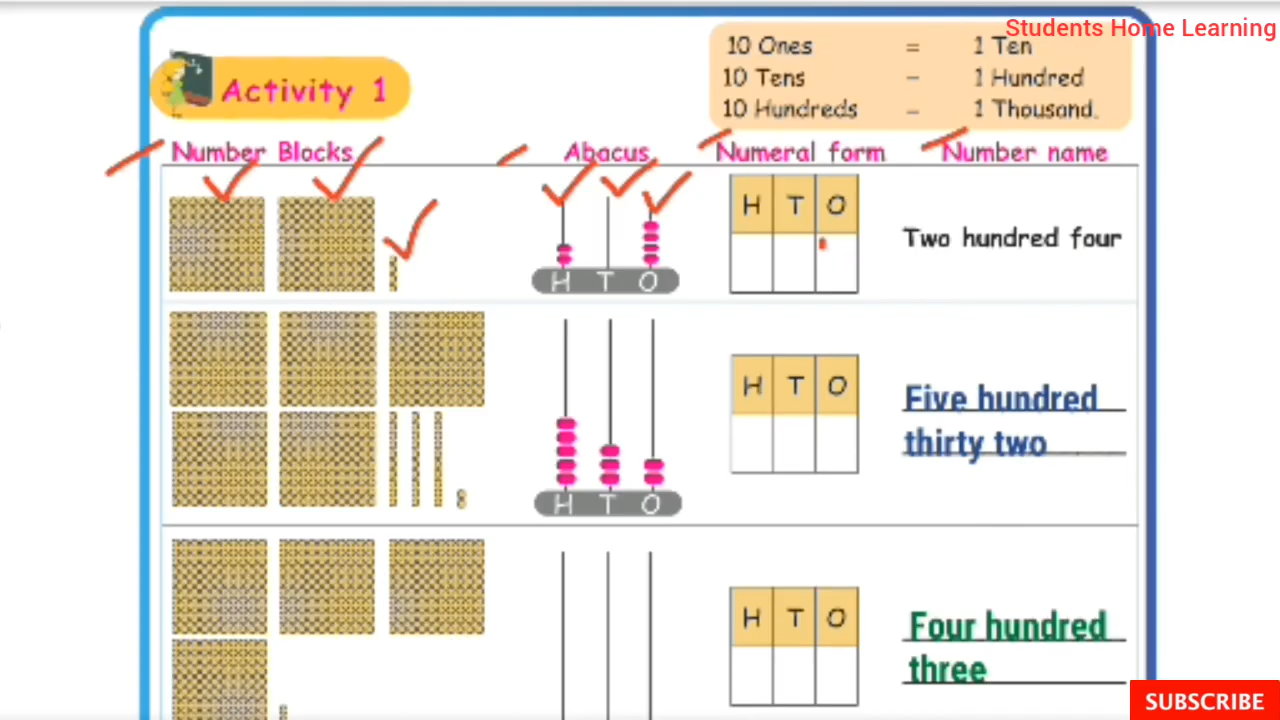 Students Home Learning
10 Ones = 1 Ten
10 Tens - 1 Hundred
10 Hundreds - 1 Thousand.
Activity 1
Number Blocks Abacus Numeral form Number name
H T O
Two hundred four
H T O
H T O
Five hundred
thirty two
H T O
H T O
Four hundred
three
SUBSCRIBE